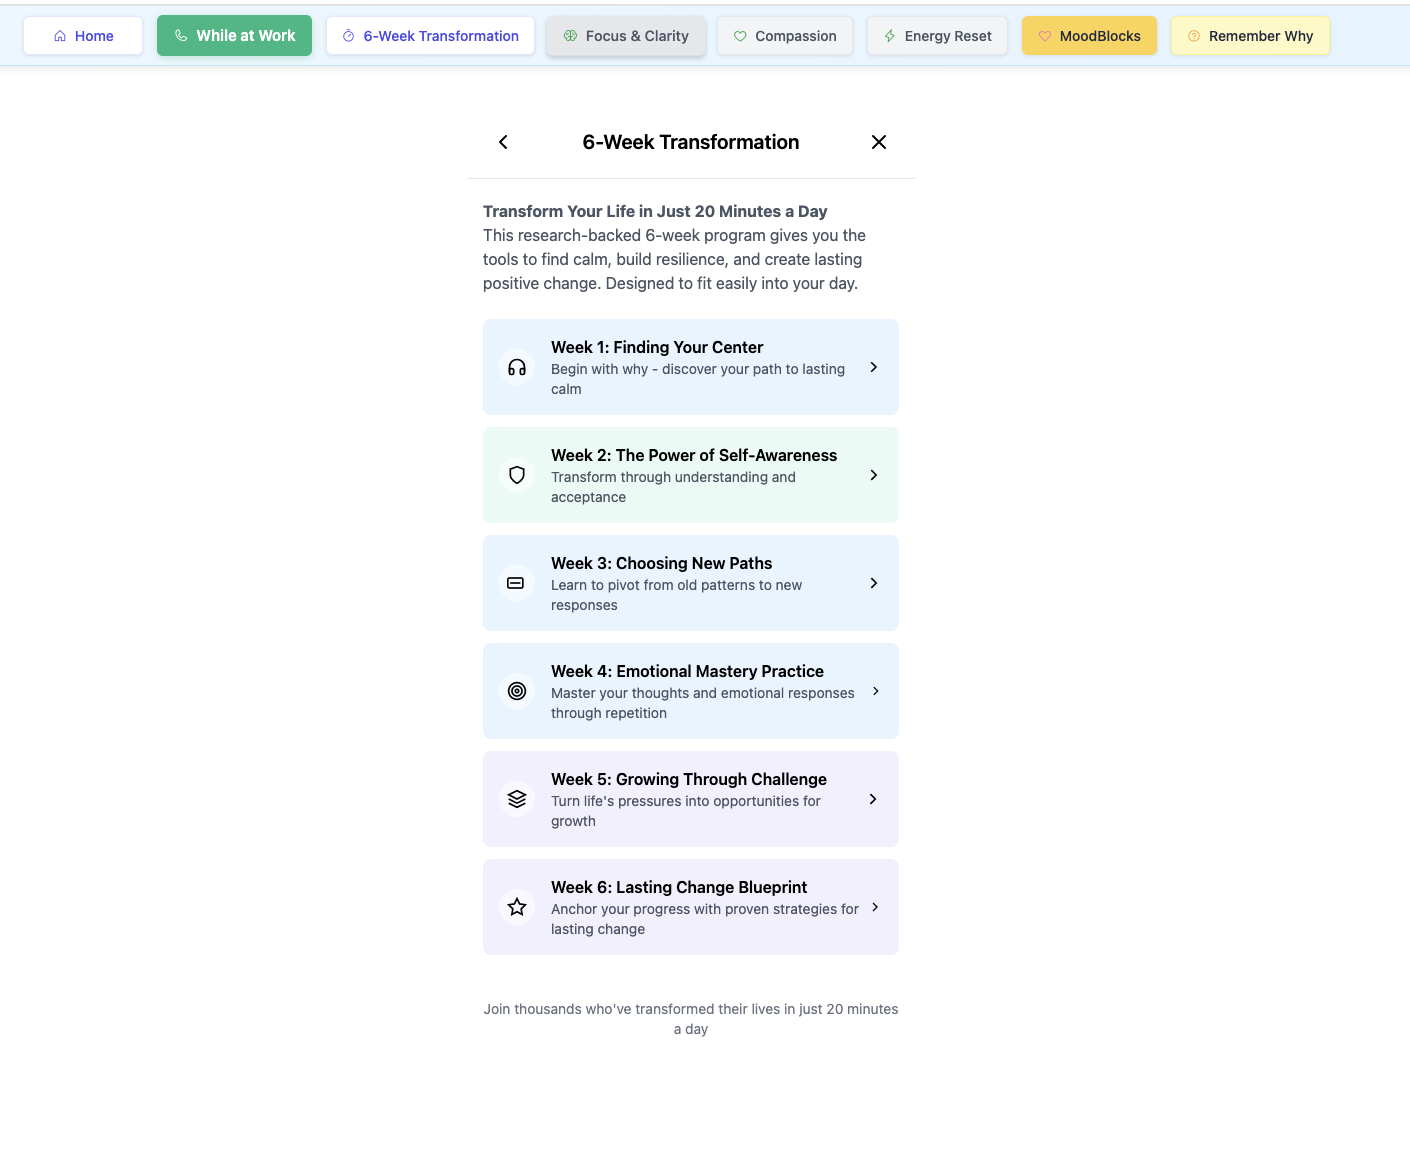 Home
While at Work
6-Week Transformation
Focus & Clarity
Compassion
Energy Reset
MoodBlocks
Remember Why
6-Week Transformation
Transform Your Life in Just 20 Minutes a Day
This research-backed 6-week program gives you the
tools to find calm, build resilience, and create lasting
positive change. Designed to fit easily into your day.
Week 1: Finding Your Center
Begin with why - discover your path to lasting
calm
Week 2: The Power of Self-Awareness
Transform through understanding and
acceptance
Week 3: Choosing New Paths
Learn to pivot from old patterns to new
responses
Week 4: Emotional Mastery Practice
Master your thoughts and emotional responses
through repetition
Week 5: Growing Through Challenge
Turn life's pressures into opportunities for
growth
Week 6: Lasting Change Blueprint
Anchor your progress with proven strategies for
lasting change
Join thousands who've transformed their lives in just 20 minutes
a day